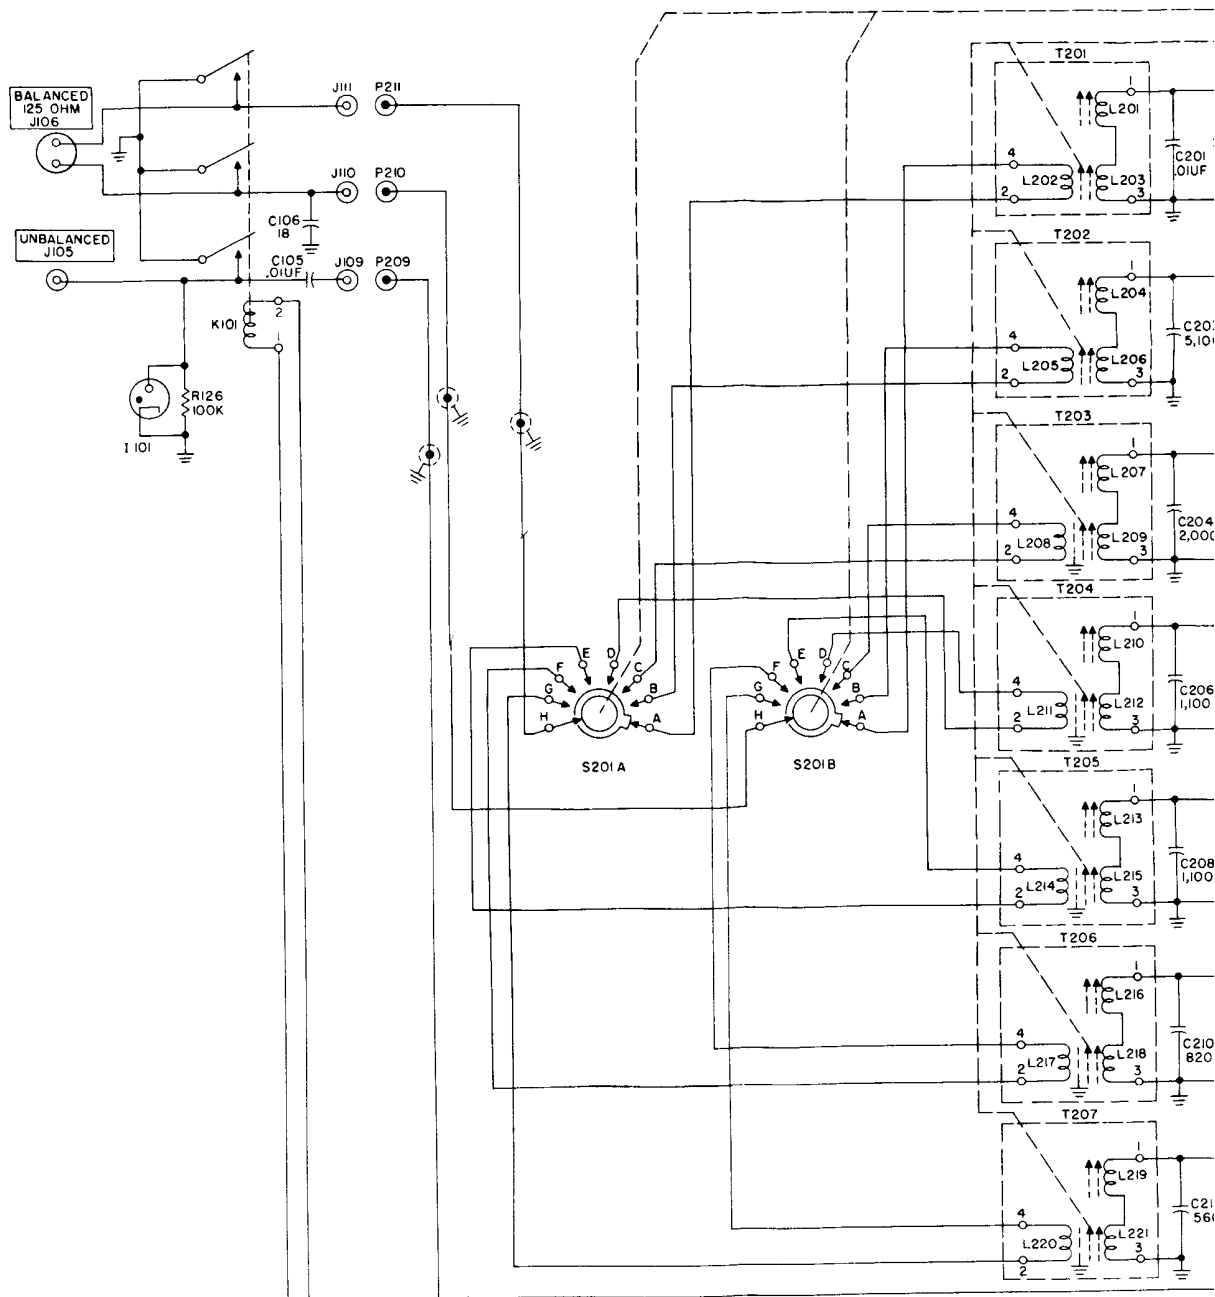 BALANCED
125 OHM
J106
J111
P211
J110
P210
C106
18
UNBALANCED
J105
C105
.01UF
J109
P209
K101
2
1
R126
100K
I 101
T201
1
L201
4
L202
L203
2
3
C201
.01UF
T202
1
L204
4
L205
L206
2
3
T203
1
L207
4
L208
L209
2
3
C204
2,000
T204
1
L210
4
L211
L212
2
3
C206
1,100
E
D
F
C
G
B
H
A
S201A
E
D
F
C
G
B
H
A
S201B
T205
1
L213
4
L214
L215
2
3
C208
1,100
T206
1
L216
4
L217
L218
2
3
C210
820
T207
1
L219
4
L220
L221
2
3